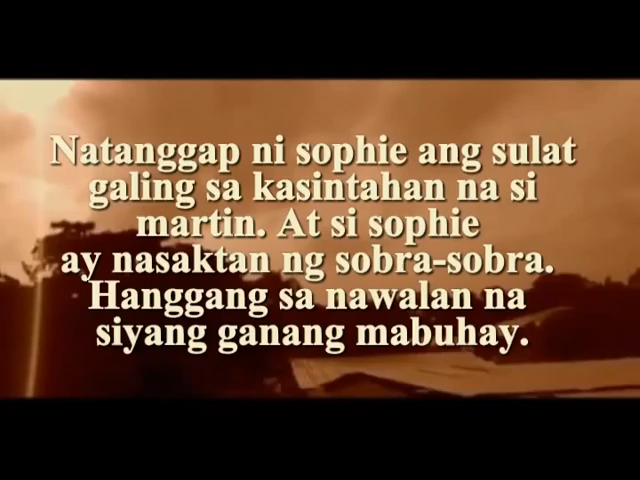 Natanggap ni sophie ang sulat
galing sa kasintahan na si
martin. At si sophie
ay nasaktan ng sobra-sobra.
Hanggang sa nawalan na
siyang ganang mabuhay.